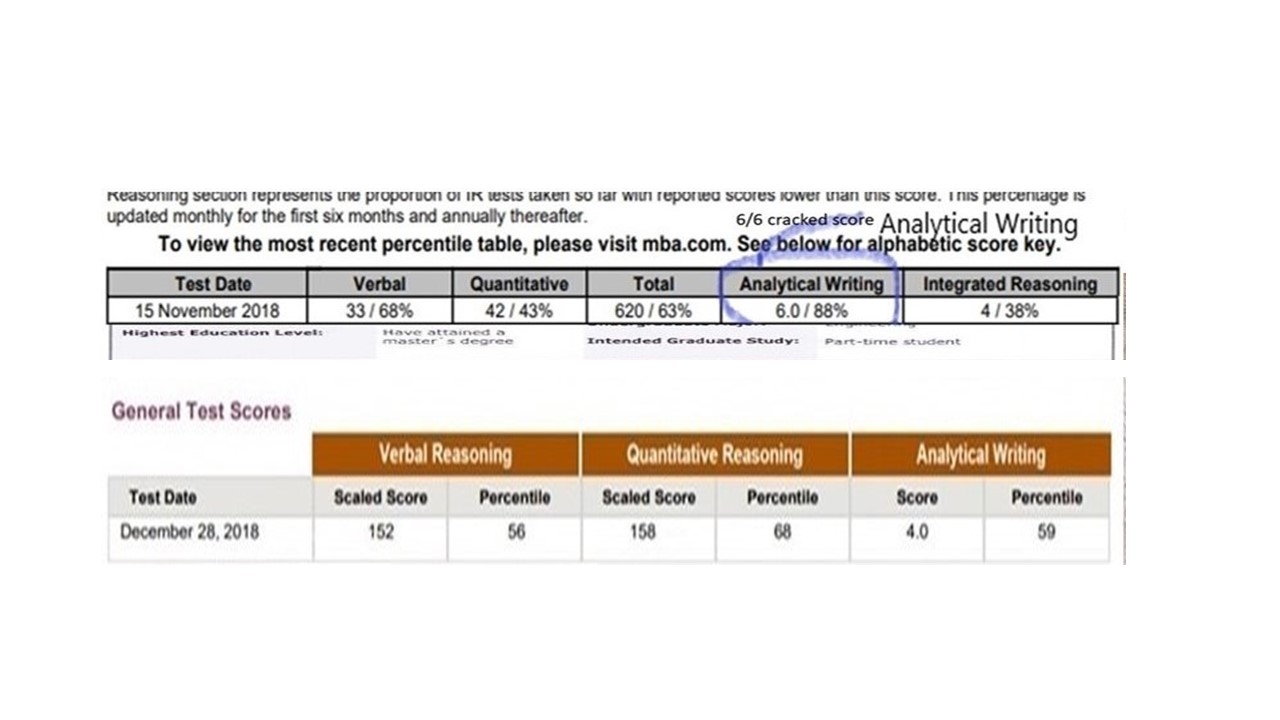 Reasoning section represents the proportion of IR tests taken so far with reported scores lower than this score. This percentage is
updated monthly for the first six months and annually thereafter.
6/6 cracked score Analytical Writing
To view the most recent percentile table, please visit mba.com. See below for alphabetic score key.
Test Date Verbal Quantitative Total Analytical Writing Integrated Reasoning
15 November 2018 33 / 68% 42 / 43% 620 / 63% 6.0 / 88% 4 / 38%
Highest Education Level: Have attained a master`s degree Intended Graduate Study: Part-time student
General Test Scores
Verbal Reasoning Quantitative Reasoning Analytical Writing
Test Date Scaled Score Percentile Scaled Score Percentile Score Percentile
December 28, 2018 152 56 158 68 4.0 59